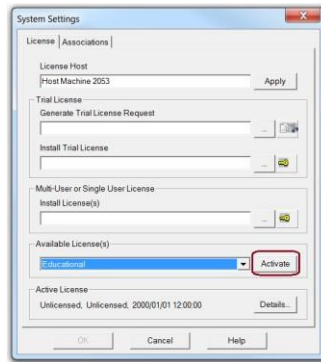 System Settings
License Associations
License Host
Host Machine 2053 Apply
Trial License
Generate Trial License Request
...
Install Trial License
...
Multi-User or Single User License
Install License(s)
...
Available License(s)
Educational Activate
Active License
Unlicensed, Unlicensed, 2000/01/01 12:00:00 Details...
OK Cancel Help